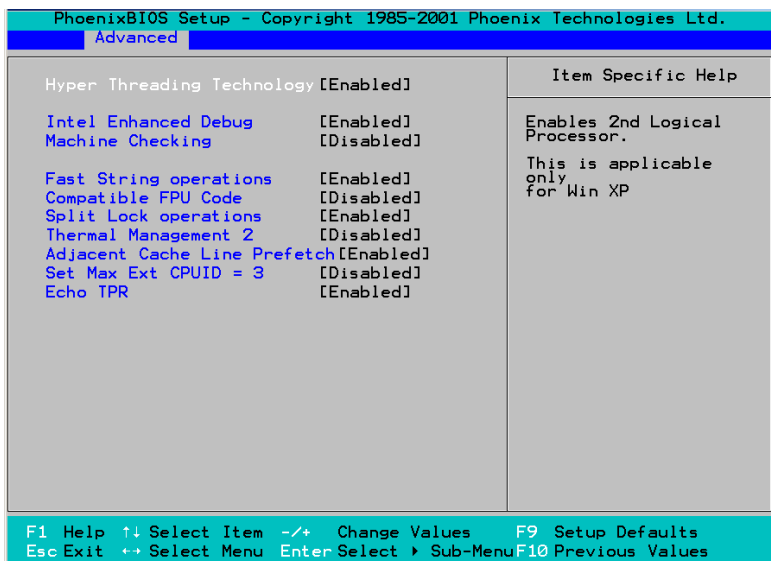 PhoenixBIOS Setup - Copyright 1985-2001 Phoenix Technologies Ltd.
Advanced
Hyper Threading Technology [Enabled]
Intel Enhanced Debug [Enabled]
Machine Checking [Disabled]
Fast String operations [Enabled]
Compatible FPU Code [Disabled]
Split Lock operations [Enabled]
Thermal Management 2 [Disabled]
Adjacent Cache Line Prefetch [Enabled]
Set Max Ext CPUID = 3 [Disabled]
Echo TPR [Enabled]
Item Specific Help
Enables 2nd Logical
Processor.
This is applicable
only
for Win XP
F1 Help ↑↓ Select Item -/+ Change Values F9 Setup Defaults
Esc Exit ↔ Select Menu Enter Select ▸ Sub-Menu F10 Previous Values